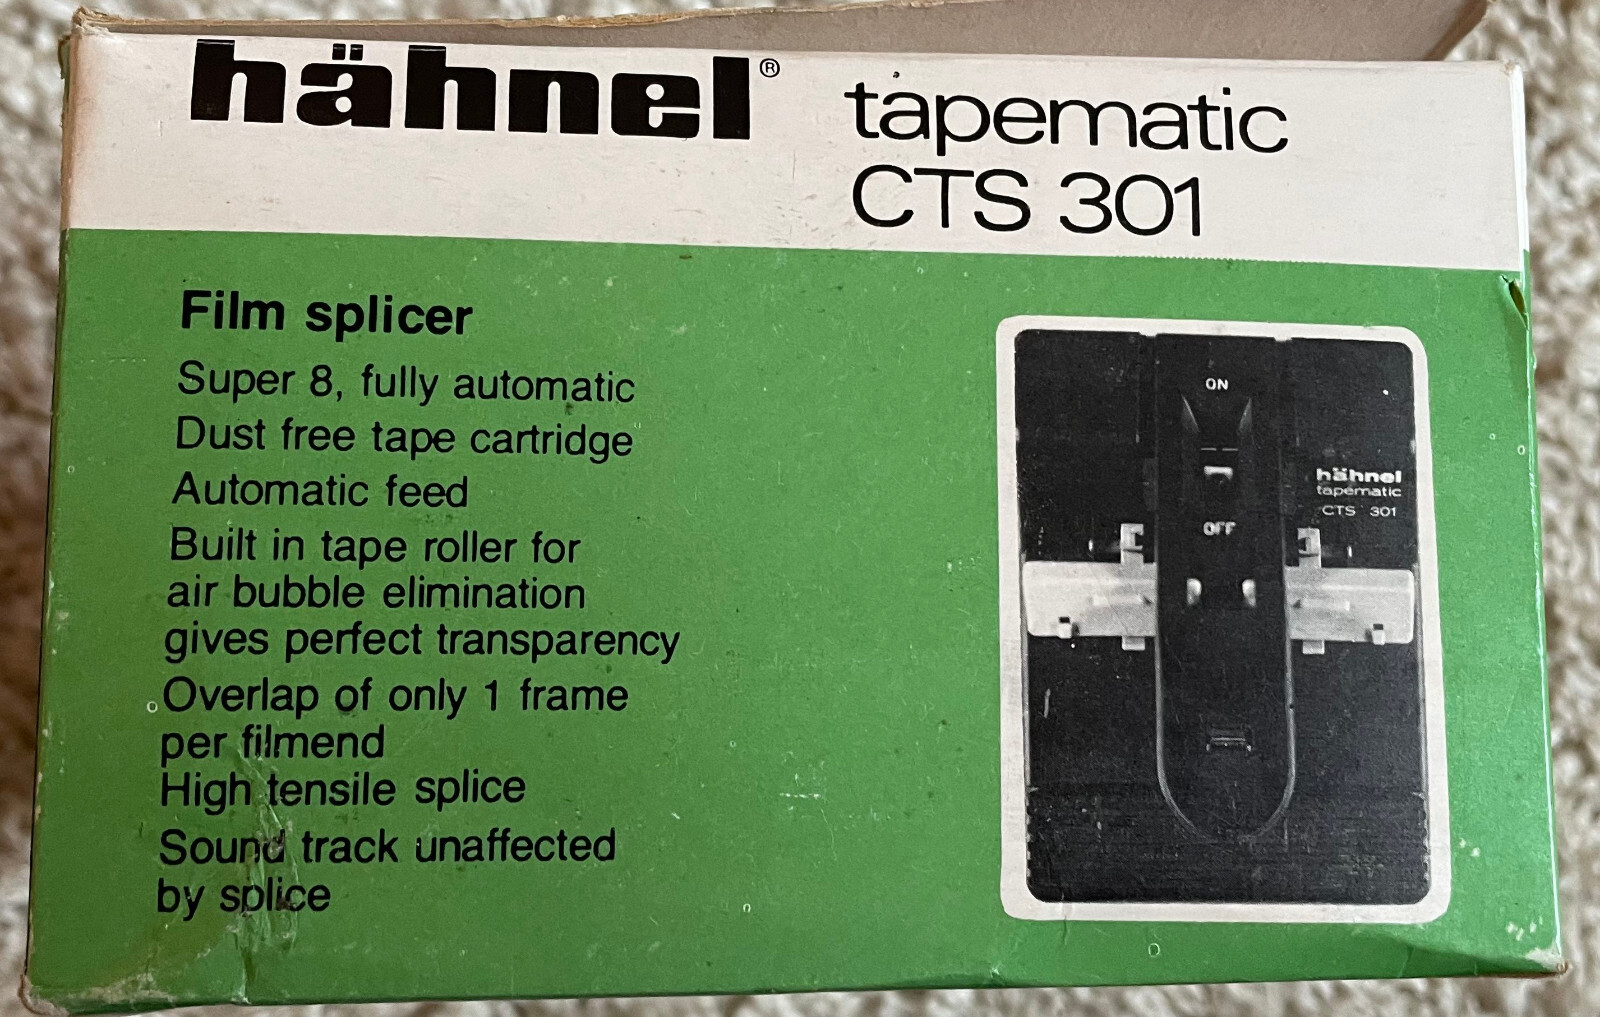 hähnel®
tapematic
CTS 301
Film splicer
Super 8, fully automatic
Dust free tape cartridge
Automatic feed
Built in tape roller for
air bubble elimination
gives perfect transparency
Overlap of only 1 frame
per filmend
High tensile splice
Sound track unaffected
by splice
ON
OFF
hähnel
tapematic
CTS 301